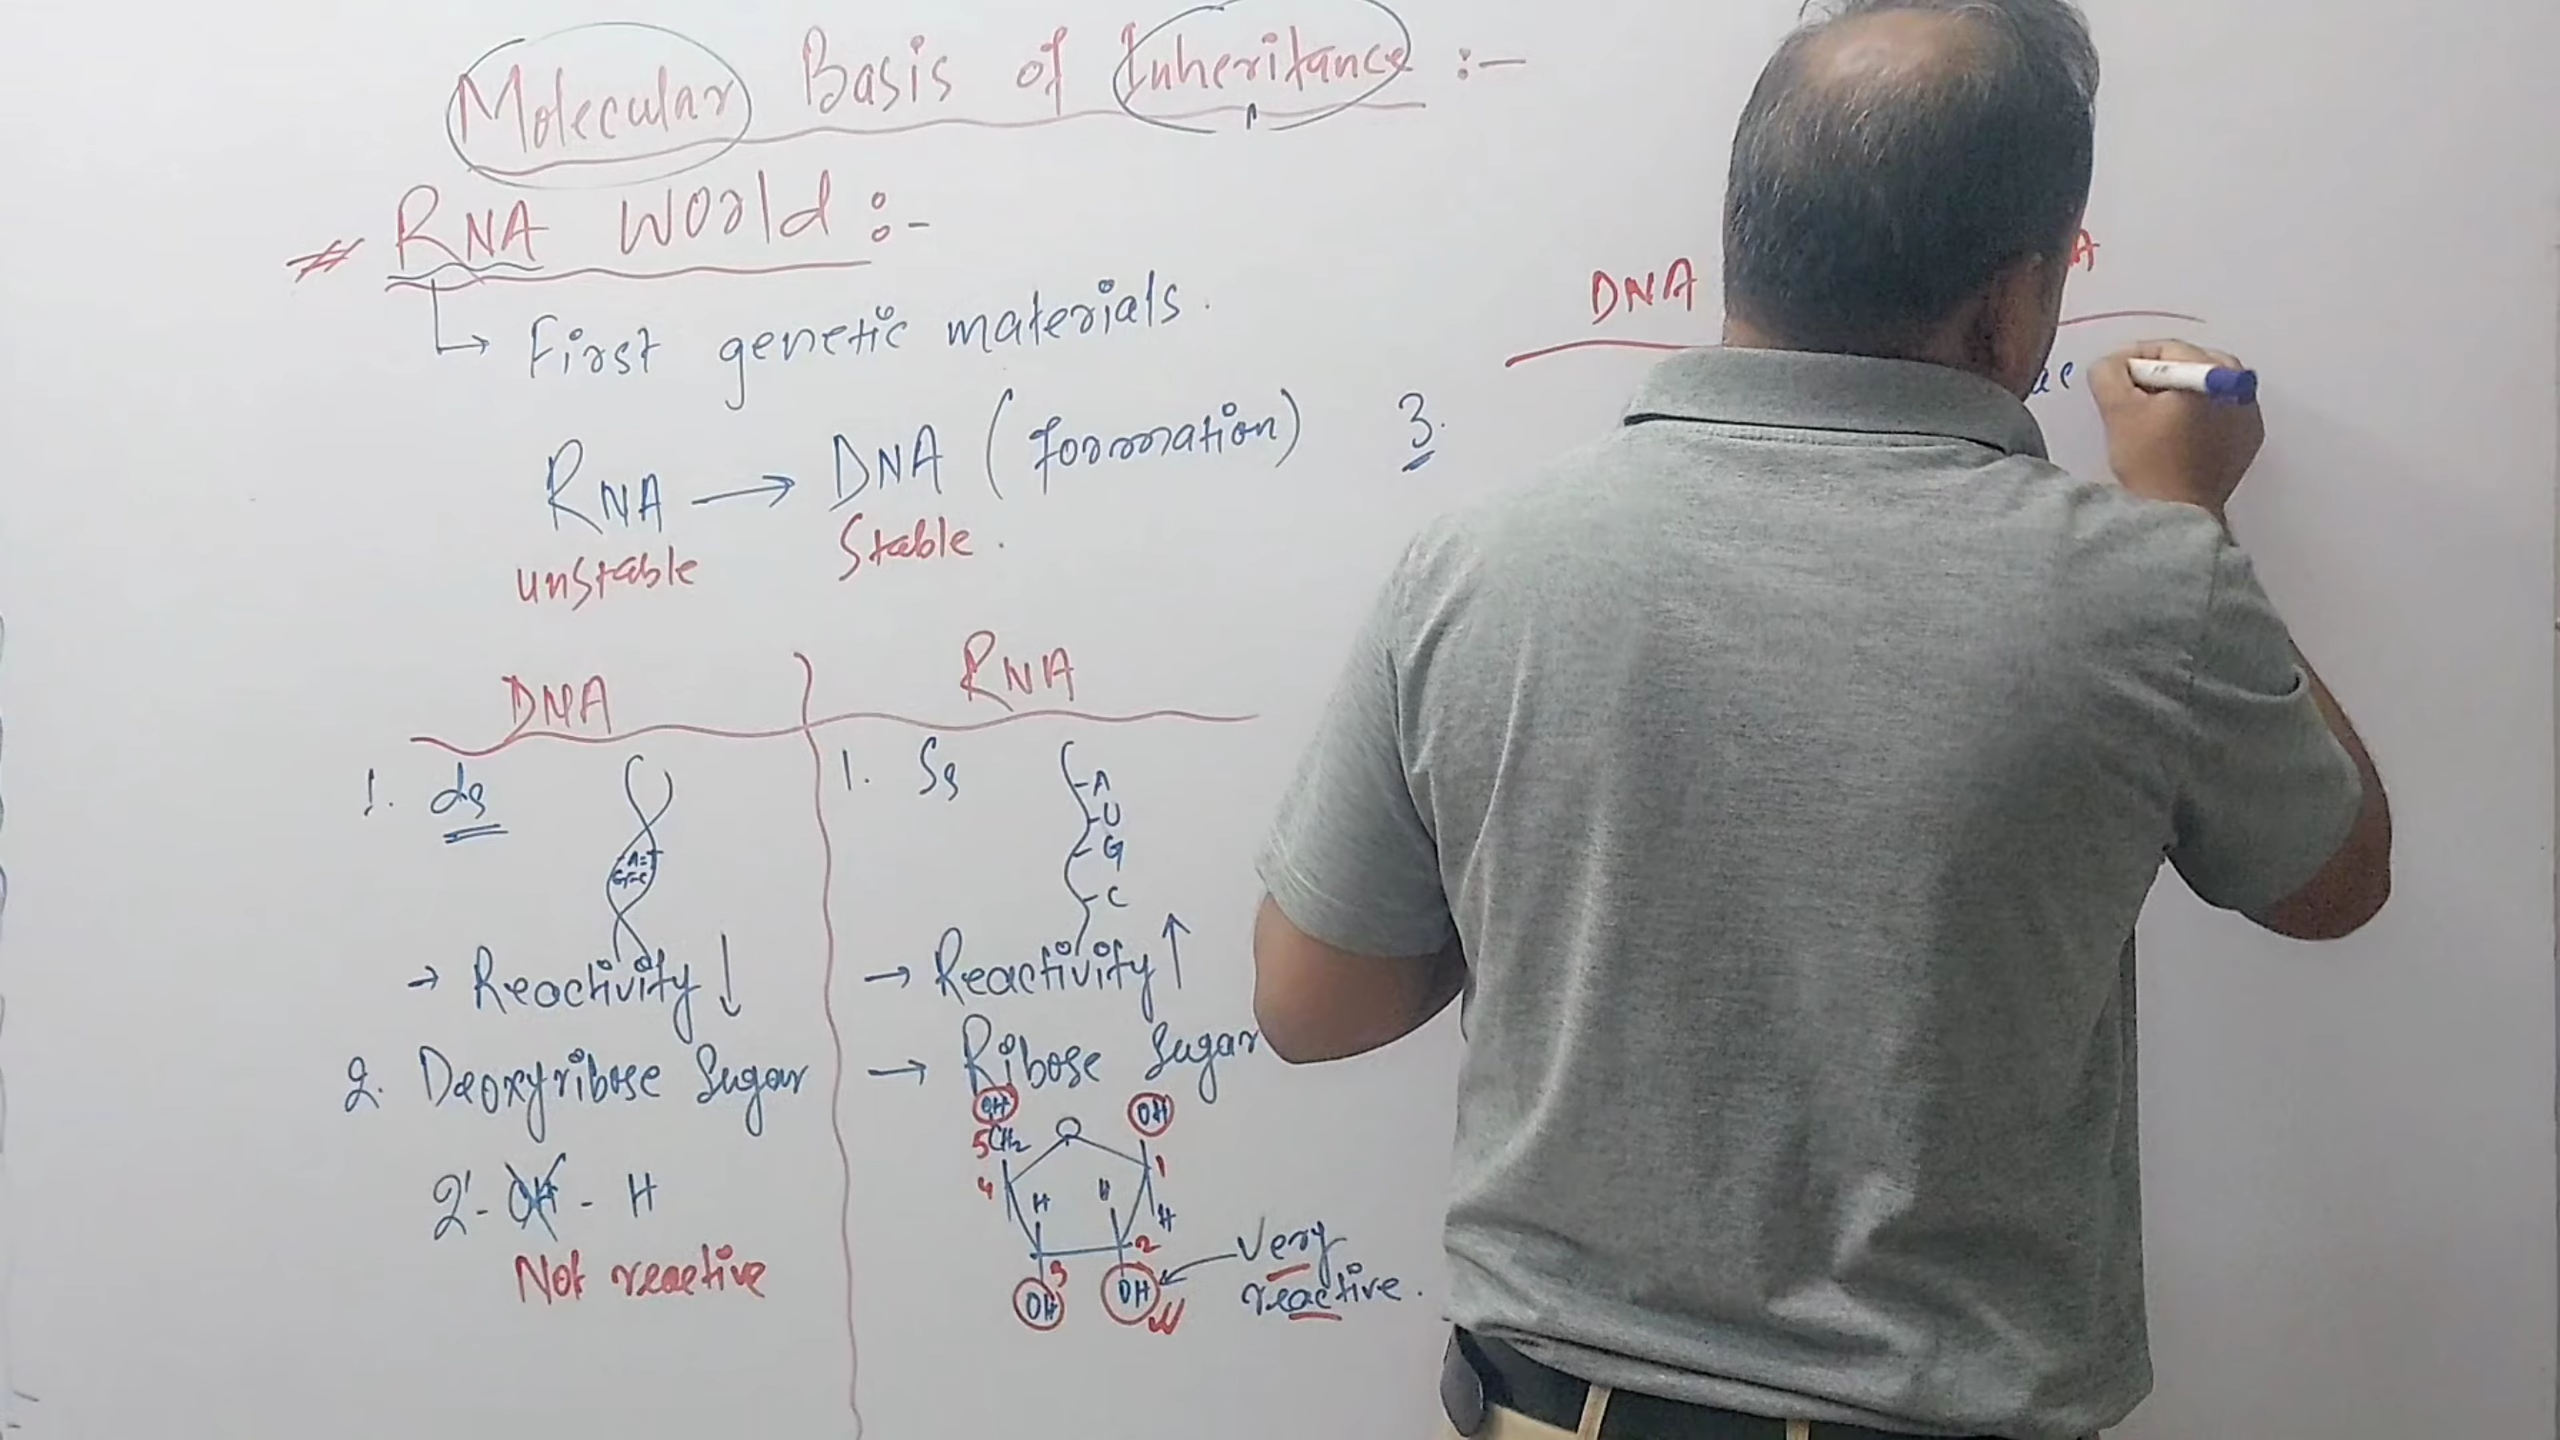 Molecular Basis of Inheritance :-
# RNA World :-
↳ First genetic materials.
RNA → DNA (formation)
unstable Stable.
DNA RNA
1. ds
A=T
G≡C
→ Reactivity ↓
2. Deoxyribose Sugar
2'- OH - H
Not reactive
1. Ss
A
U
G
C
→ Reactivity ↑
→ Ribose Sugar
OH OH
5CH₂ O
4 H H 1
H
3 2
OH OH
Very
reactive.
DNA A
3.